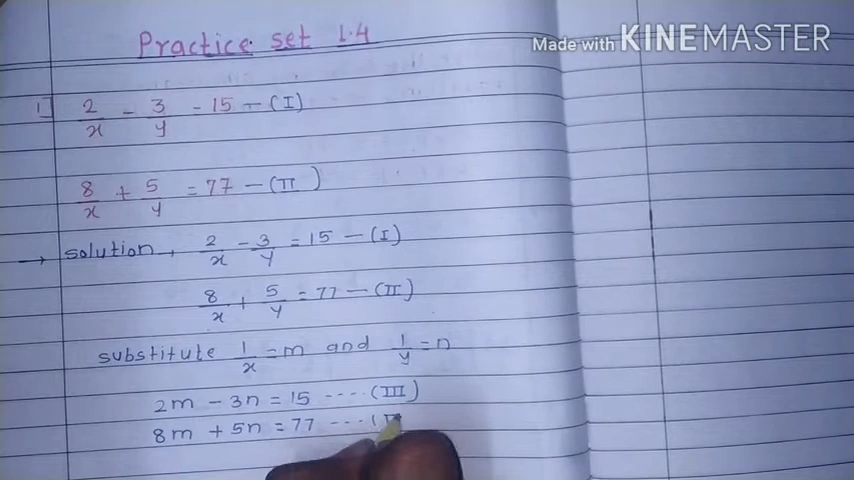 Practice set 1.4
Made with KINEMASTER
1] 2/x - 3/y = 15 — (I)
8/x + 5/y = 77 — (II)
→ solution → 2/x - 3/y = 15 — (I)
8/x + 5/y = 77 — (II)
substitute 1/x = m and 1/y = n
2m - 3n = 15 ---- (III)
8m + 5n = 77 --- (